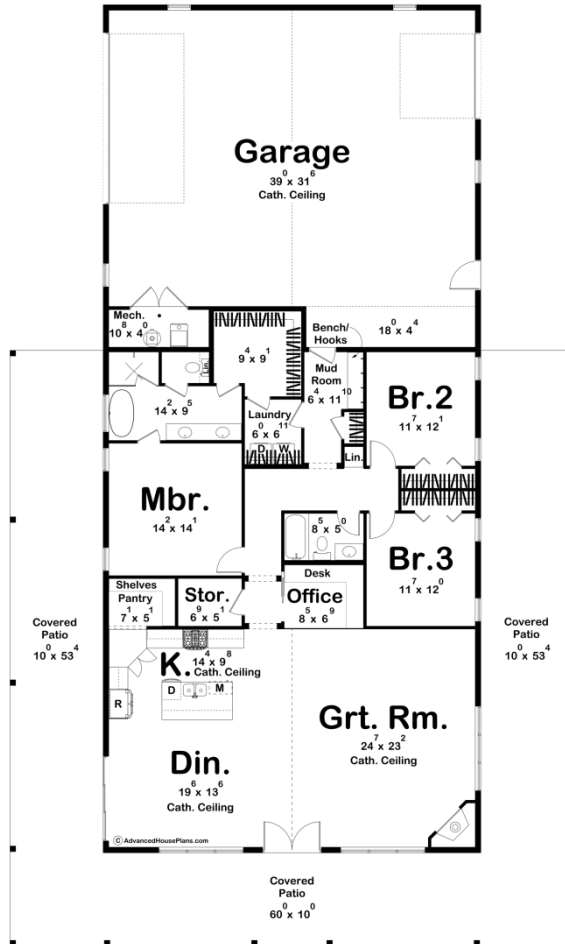 Garage
39⁰ x 31⁶
Cath. Ceiling
Mech.
10⁸ x 4⁰
Bench/
Hooks
18⁰ x 4⁴
Lin.
9⁴ x 9¹
Mud
Room
6⁴ x 11¹⁰
Br.2
11⁷ x 12¹
14² x 9⁵
Laundry
6⁰ x 6¹¹
D W
Lin.
Mbr.
14² x 14¹
8⁵ x 5⁰
Br.3
11⁷ x 12⁰
Shelves
Pantry
7¹ x 5¹
Stor.
6⁹ x 5¹
Desk
Office
8⁵ x 6⁹
Covered
Patio
10⁰ x 53⁴
Covered
Patio
10⁰ x 53⁴
K.
14⁴ x 9⁸
Cath. Ceiling
D M
R
Grt. Rm.
24⁷ x 23²
Cath. Ceiling
Din.
19⁶ x 13⁶
Cath. Ceiling
© AdvancedHousePlans.com
Covered
Patio
60⁰ x 10⁰